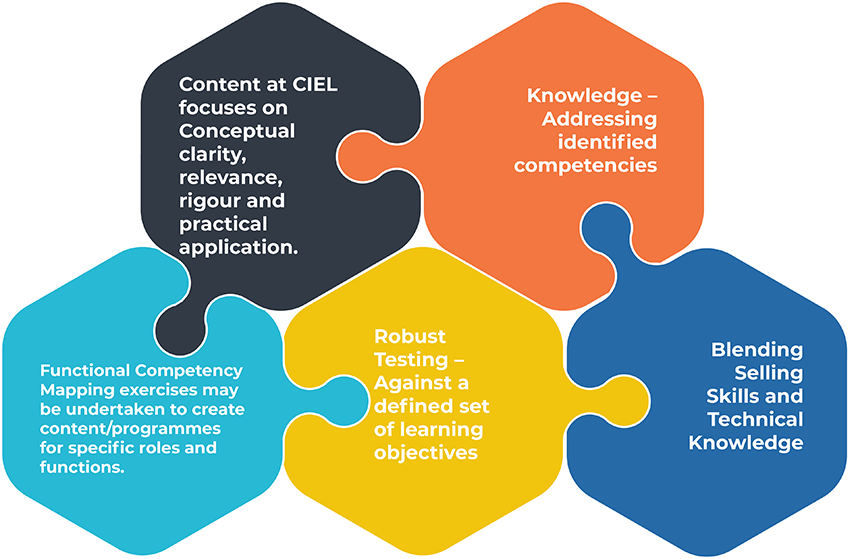 Content at CIEL
focuses on
Conceptual
clarity,
relevance,
rigour and
practical
application.
Knowledge –
Addressing
identified
competencies
Functional Competency
Mapping exercises may
be undertaken to create
content/programmes
for specific roles and
functions.
Robust
Testing –
Against a
defined set
of learning
objectives
Blending
Selling
Skills and
Technical
Knowledge